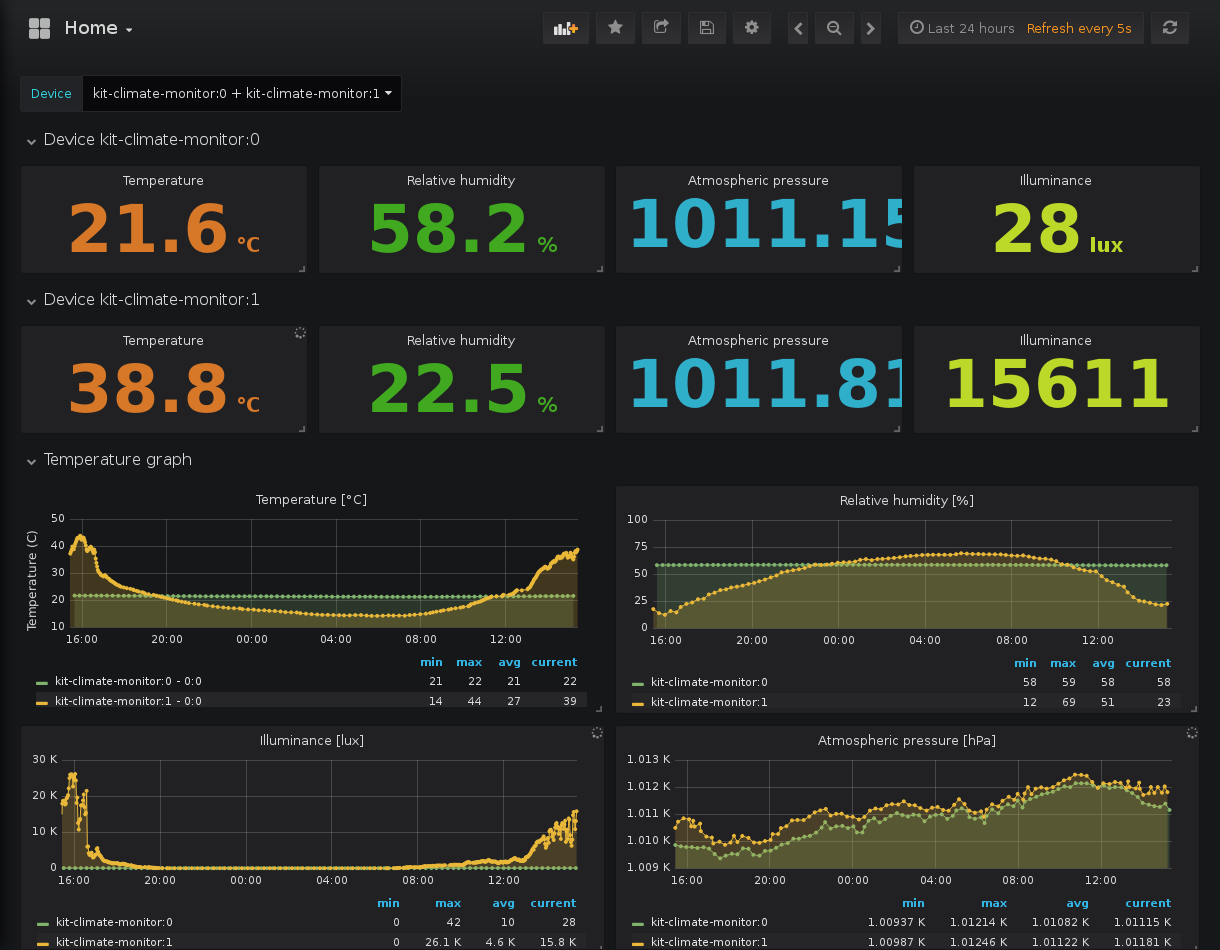 Home
Last 24 hours Refresh every 5s
Device kit-climate-monitor:0 + kit-climate-monitor:1
Device kit-climate-monitor:0
Temperature Relative humidity Atmospheric pressure Illuminance
21.6 °C 58.2 % 1011.15 28 lux
Device kit-climate-monitor:1
Temperature Relative humidity Atmospheric pressure Illuminance
38.8 °C 22.5 % 1011.81 15611
Temperature graph
Temperature [°C]
Temperature (C)
50
40
30
20
10
16:00 20:00 00:00 04:00 08:00 12:00
min max avg current
kit-climate-monitor:0 - 0:0 21 22 21 22
kit-climate-monitor:1 - 0:0 14 44 27 39
Relative humidity [%]
100
75
50
25
0
16:00 20:00 00:00 04:00 08:00 12:00
min max avg current
kit-climate-monitor:0 58 59 58 58
kit-climate-monitor:1 12 69 51 23
Illuminance [lux]
30 K
20 K
10 K
0
16:00 20:00 00:00 04:00 08:00 12:00
min max avg current
kit-climate-monitor:0 0 42 10 28
kit-climate-monitor:1 0 26.1 K 4.6 K 15.8 K
Atmospheric pressure [hPa]
1.013 K
1.012 K
1.011 K
1.010 K
1.009 K
16:00 20:00 00:00 04:00 08:00 12:00
min max avg current
kit-climate-monitor:0 1.00937 K 1.01214 K 1.01082 K 1.01115 K
kit-climate-monitor:1 1.00987 K 1.01246 K 1.01122 K 1.01181 K